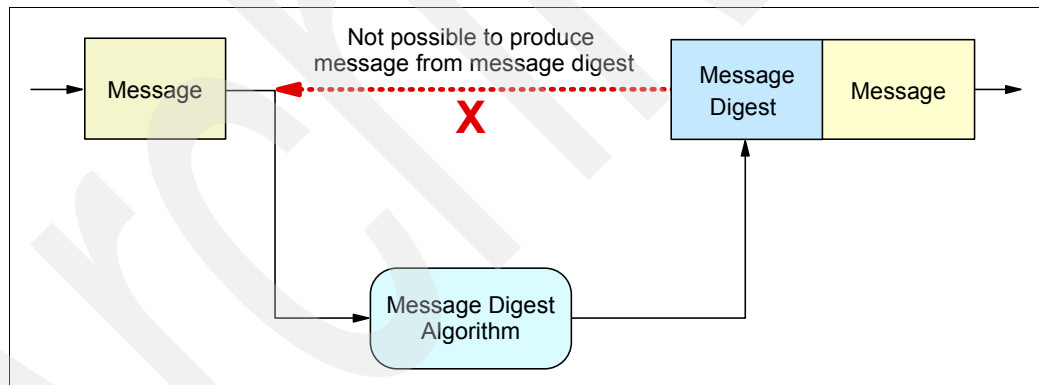 Not possible to produce
message from message digest
Message
X
Message
Digest
Message
Message Digest
Algorithm